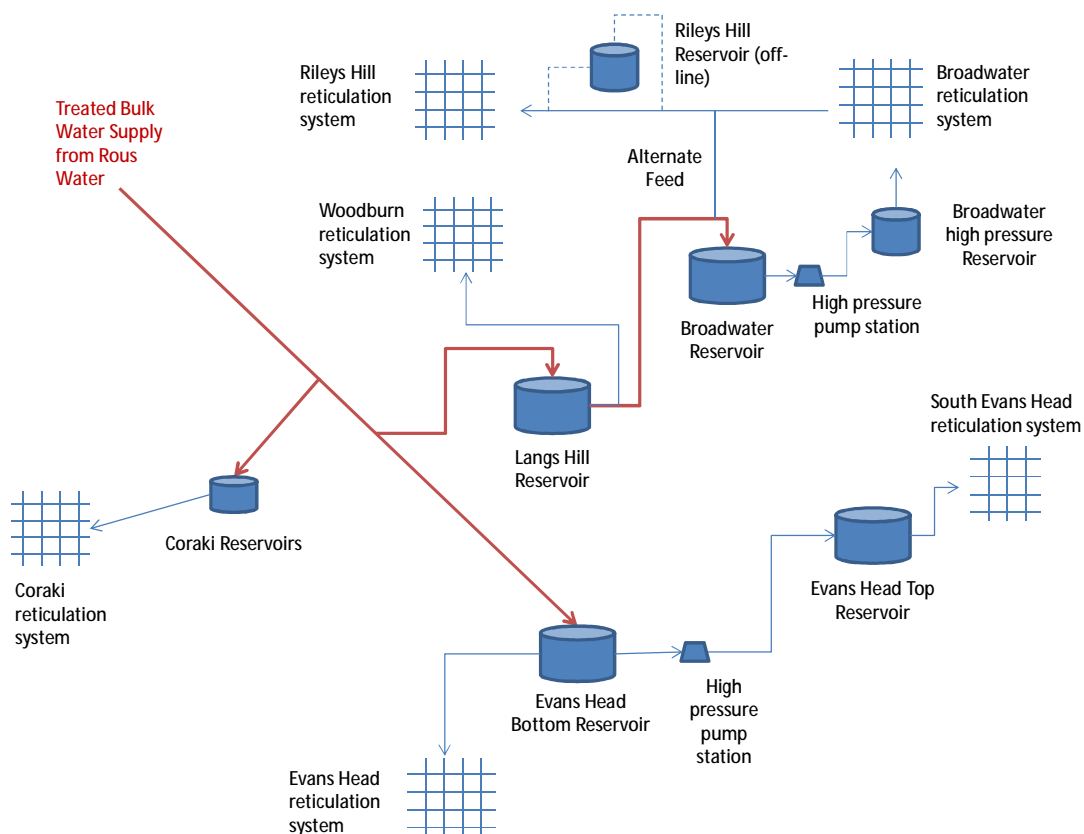 Rileys Hill
Reservoir (off-
line)
Rileys Hill
reticulation
system
Broadwater
reticulation
system
Treated Bulk
Water Supply
from Rous
Water
Alternate
Feed
Woodburn
reticulation
system
Broadwater
high pressure
Reservoir
High pressure
pump station
Broadwater
Reservoir
South Evans Head
reticulation system
Langs Hill
Reservoir
Coraki Reservoirs
Coraki
reticulation
system
Evans Head Top
Reservoir
Evans Head
Bottom Reservoir
High
pressure
pump
station
Evans Head
reticulation
system